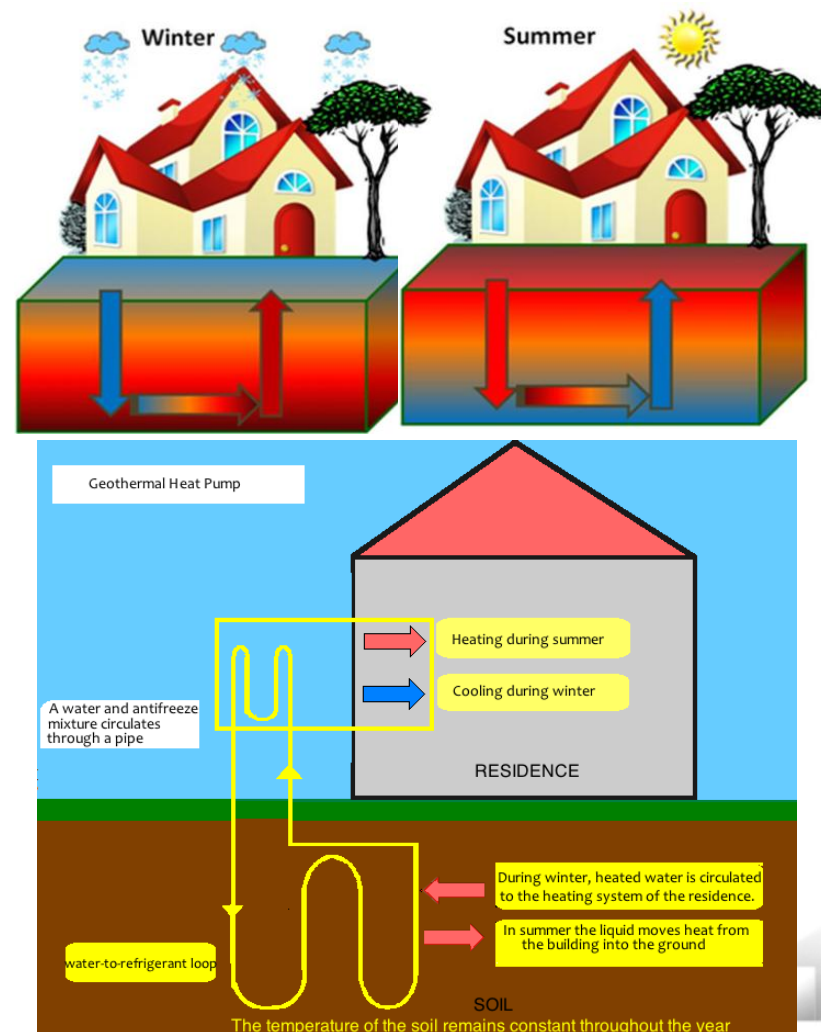 Winter
Summer
Geothermal Heat Pump
Heating during summer
Cooling during winter
A water and antifreeze
mixture circulates
through a pipe
RESIDENCE
During winter, heated water is circulated
to the heating system of the residence.
In summer the liquid moves heat from
the building into the ground
water-to-refrigerant loop
SOIL
The temperature of the soil remains constant throughout the year